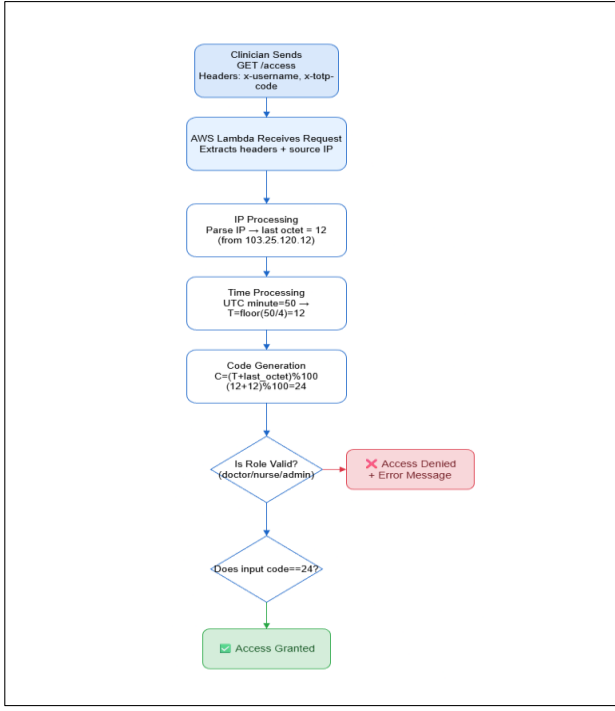 Clinician Sends
GET /access
Headers: x-username, x-totp-
code
AWS Lambda Receives Request
Extracts headers + source IP
IP Processing
Parse IP → last octet = 12
(from 103.25.120.12)
Time Processing
UTC minute=50 →
T=floor(50/4)=12
Code Generation
C=(T+last_octet)%100
(12+12)%100=24
Is Role Valid?
(doctor/nurse/admin)
❌ Access Denied
+ Error Message
Does input code==24?
✅ Access Granted